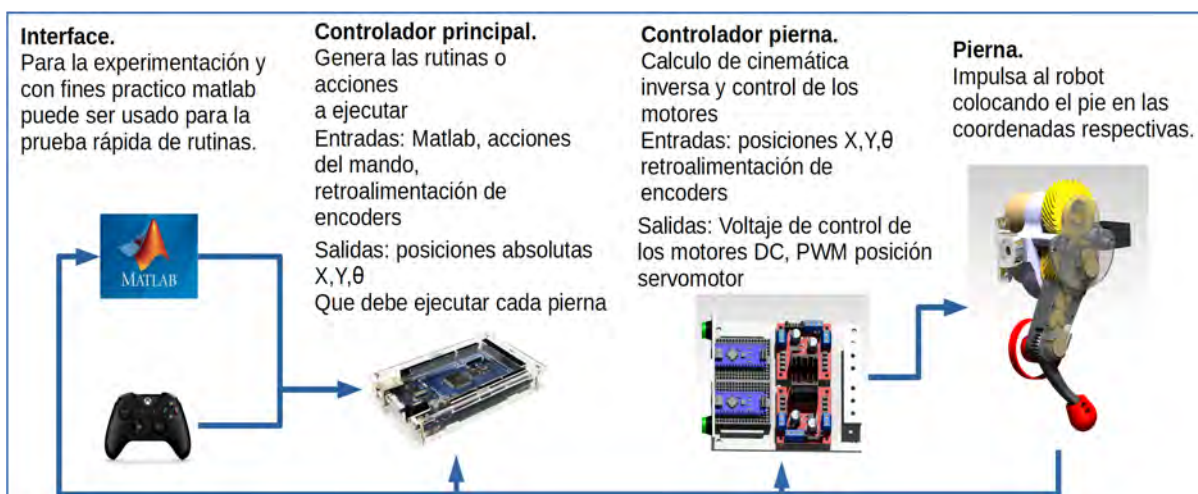 Interface.
Para la experimentación y
con fines practico matlab
puede ser usado para la
prueba rápida de rutinas.
MATLAB
Controlador principal.
Genera las rutinas o
acciones
a ejecutar
Entradas: Matlab, acciones
del mando,
retroalimentación de
encoders
Salidas: posiciones absolutas
X,Y,θ
Que debe ejecutar cada pierna
Controlador pierna.
Calculo de cinemática
inversa y control de los
motores
Entradas: posiciones X,Y,θ
retroalimentación de
encoders
Salidas: Voltaje de control de
los motores DC, PWM posición
servomotor
Pierna.
Impulsa al robot
colocando el pie en las
coordenadas respectivas.